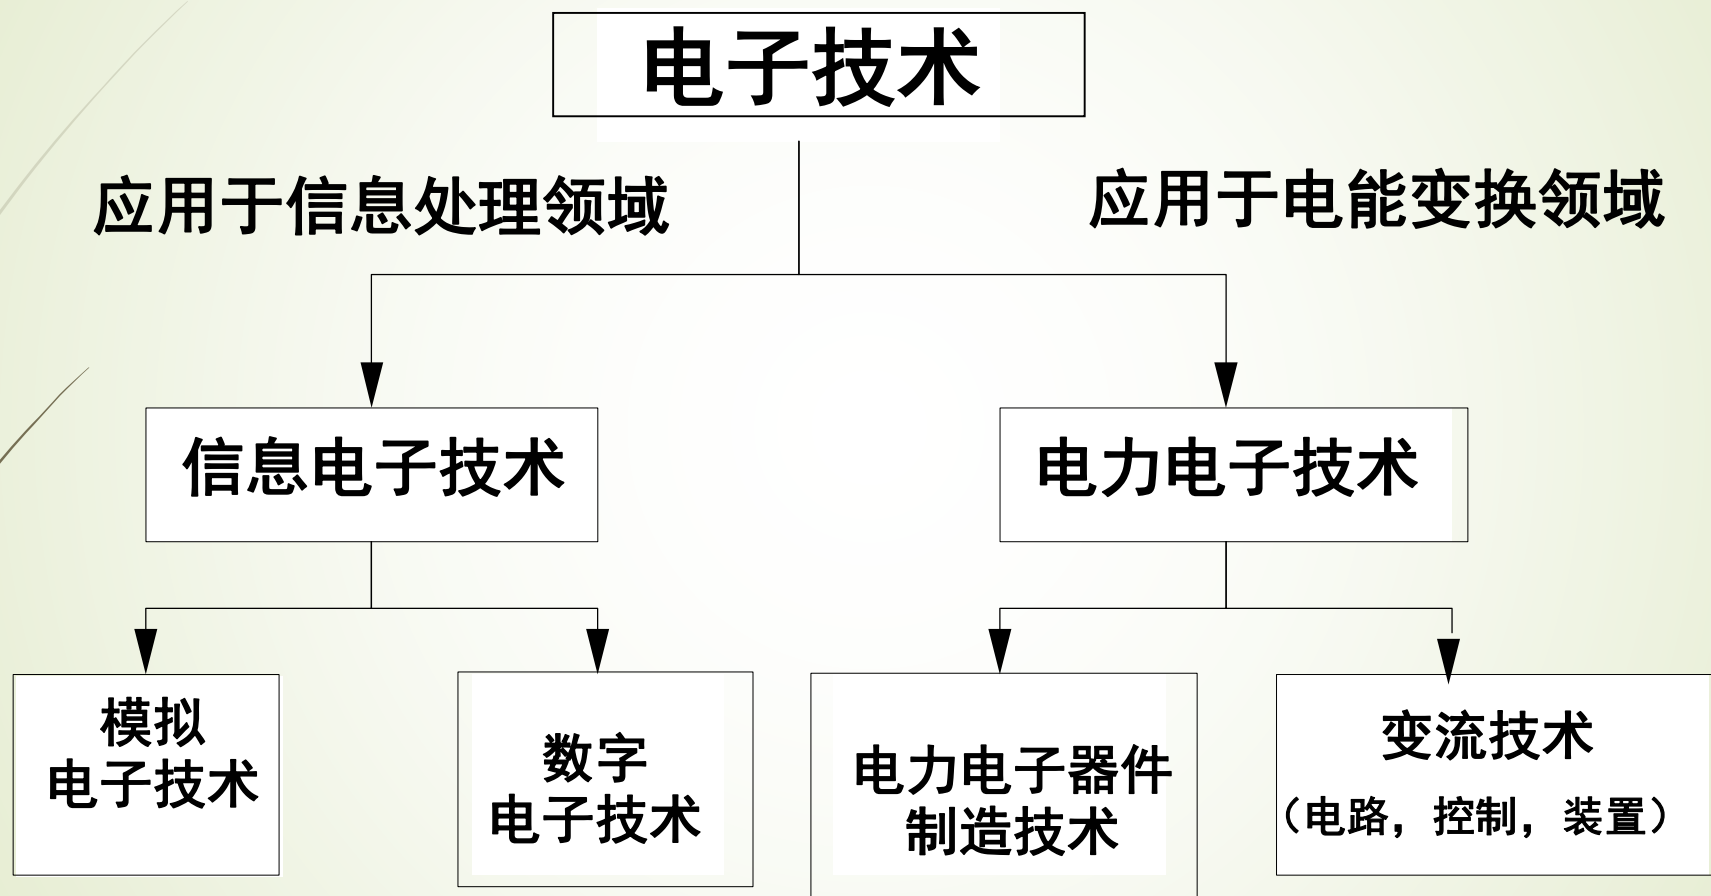 电子技术
应用于信息处理领域
应用于电能变换领域
信息电子技术
电力电子技术
模拟
电子技术
数字
电子技术
电力电子器件
制造技术
变流技术
（电路，控制，装置）